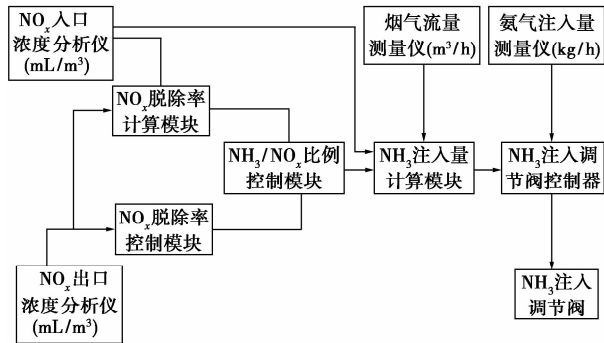 NOₓ入口
浓度分析仪
(mL/m³)
烟气流量
测量仪(m³/h)
氨气注入量
测量仪(kg/h)
NOₓ脱除率
计算模块
NH₃/NOₓ比例
控制模块
NH₃注入量
计算模块
NH₃注入调
节阀控制器
NOₓ脱除率
控制模块
NOₓ出口
浓度分析仪
(mL/m³)
NH₃注入
调节阀